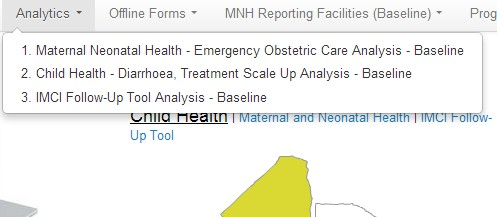 Analytics Offline Forms MNH Reporting Facilities (Baseline)
1. Maternal Neonatal Health - Emergency Obstetric Care Analysis - Baseline
2. Child Health - Diarrhoea, Treatment Scale Up Analysis - Baseline
3. IMCI Follow-Up Tool Analysis - Baseline
Child Health | Maternal and Neonatal Health | IMCI Follow-
Up Tool